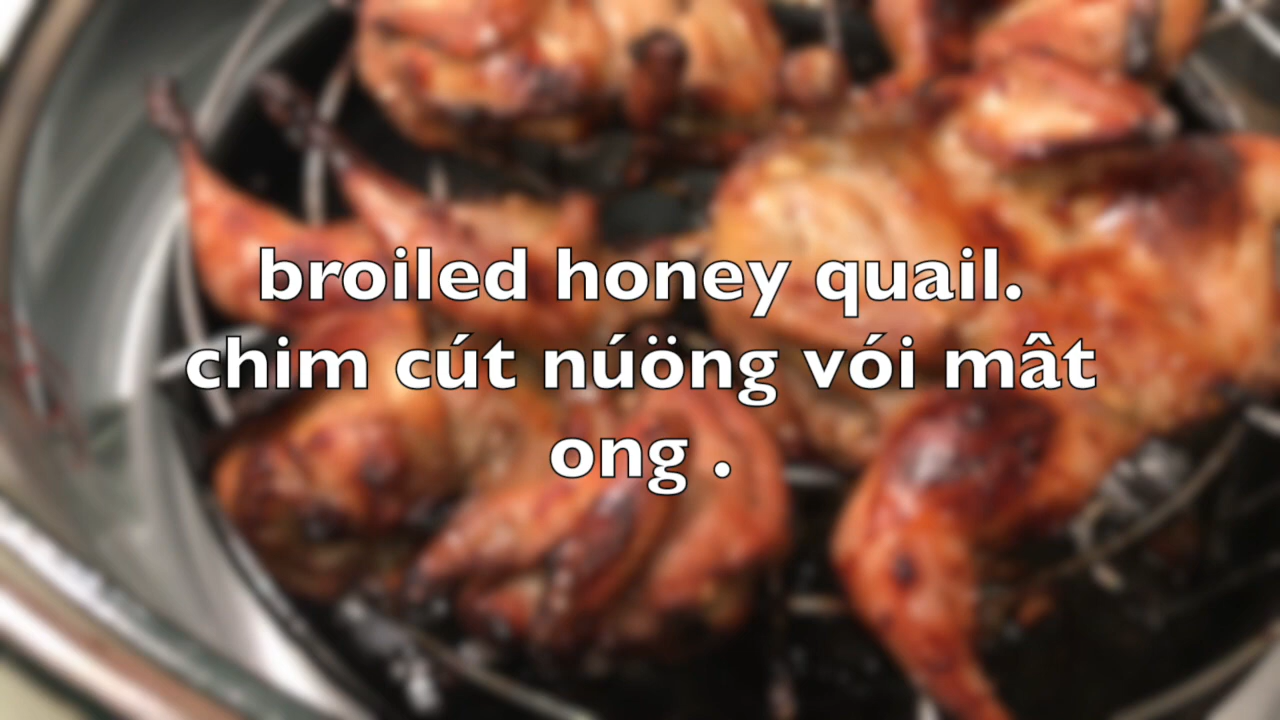 broiled honey quail.
chim cút núöng vói mât
ong .